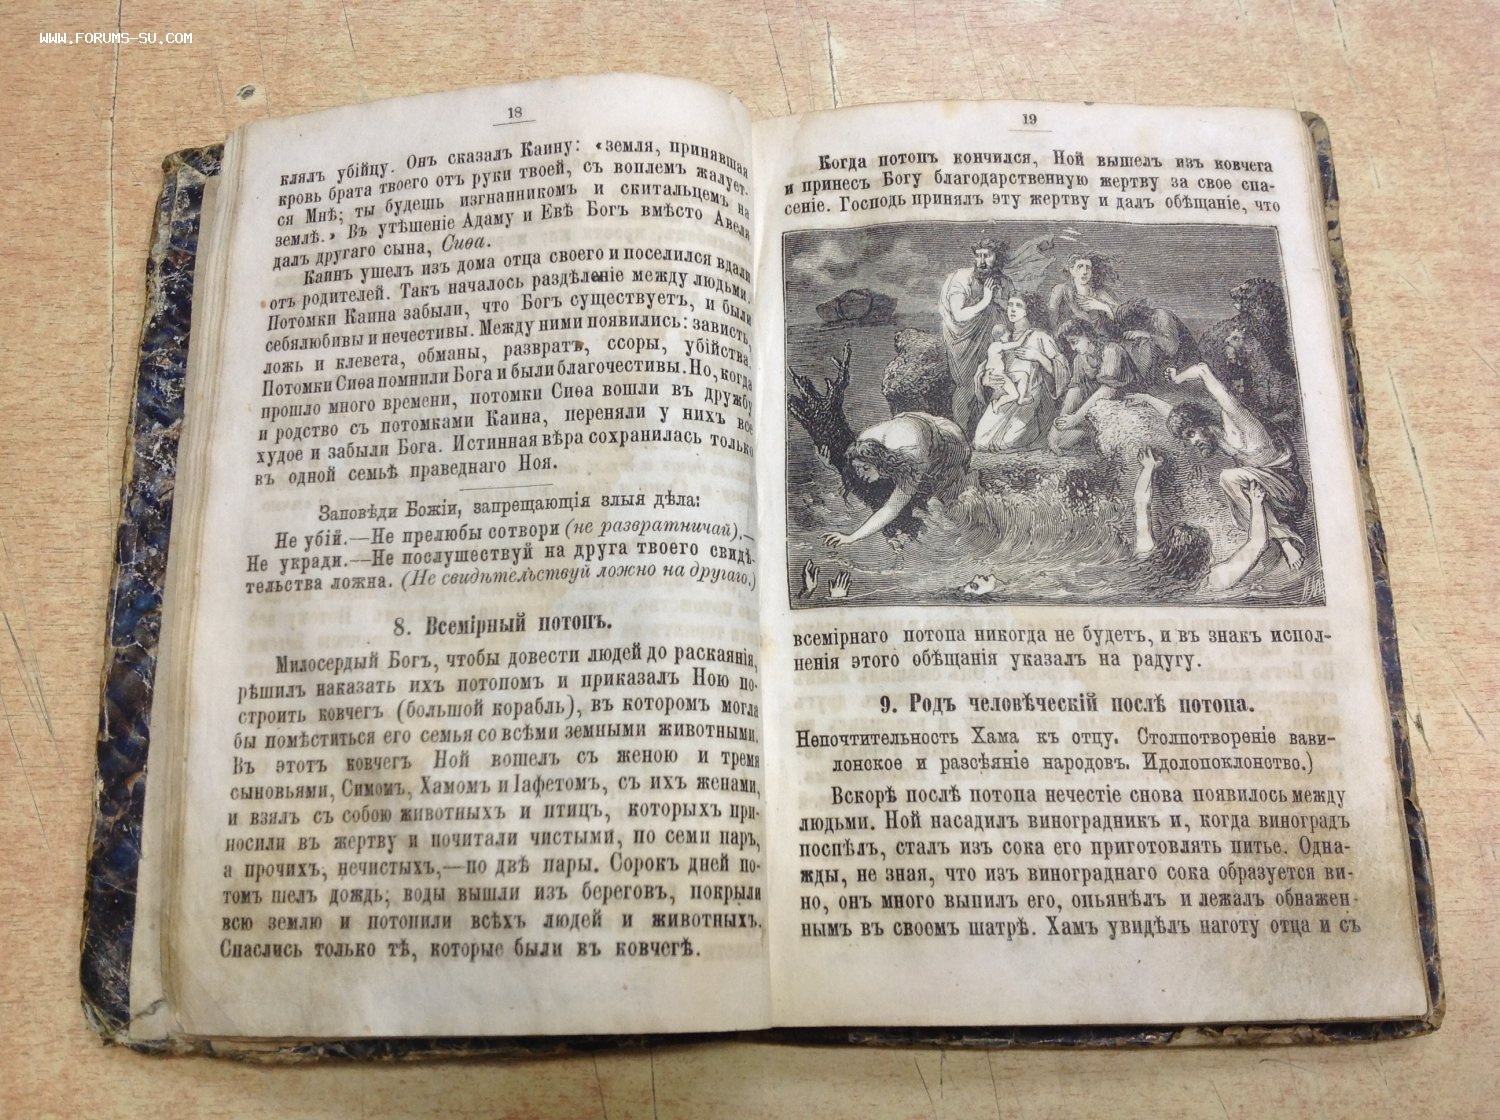 WWW.FORUMS-SU.COM
18
клялъ убійцу. Онъ сказалъ Каину: «земля, принявшая
кровь брата твоего отъ руки твоей, съ воплемъ жалует-
ся Мнѣ; ты будешь изгнанникомъ и скитальцемъ на
землѣ.» Въ утѣшеніе Адаму и Евѣ Богъ вмѣсто Авеля
далъ другаго сына, Сиѳа.
Каинъ ушелъ изъ дома отца своего и поселился вдали
отъ родителей. Такъ началось раздѣленіе между людьми.
Потомки Каина забыли, что Богъ существуетъ, и были
себялюбивы и нечестивы. Между ними появились: зависть,
ложь и клевета, обманы, развратъ, ссоры, убійства.
Потомки Сиѳа помнили Бога и были благочестивы. Но, когда
прошло много времени, потомки Сиѳа вошли въ дружбу
и родство съ потомками Каина, переняли у нихъ все
худое и забыли Бога. Истинная вѣра сохранилась только
въ одной семьѣ праведнаго Ноя.
Заповѣди Божіи, запрещающія злыя дѣла:
Не убій.—Не прелюбы сотвори (не развратничай).—
Не укради.—Не послушествуй на друга твоего свидѣ-
тельства ложна. (Не свидѣтельствуй ложно на другаго.)
8. Всемірный потопъ.
Милосердый Богъ, чтобы довести людей до раскаянія,
рѣшилъ наказать ихъ потопомъ и приказалъ Ною по-
строить ковчегъ (большой корабль), въ которомъ могла
бы помѣститься его семья со всѣми земными животными.
Въ этотъ ковчегъ Ной вошелъ съ женою и тремя
сыновьями, Симомъ, Хамомъ и Іафетомъ, съ ихъ женами,
и взялъ съ собою животныхъ и птицъ, которыхъ при-
носили въ жертву и почитали чистыми, по семи паръ,
а прочихъ, нечистыхъ,—по двѣ пары. Сорокъ дней по-
томъ шелъ дождь; воды вышли изъ береговъ, покрыли
всю землю и потопили всѣхъ людей и животныхъ.
Спаслись только тѣ, которые были въ ковчегѣ.
19
Когда потопъ кончился, Ной вышелъ изъ ковчега
и принесъ Богу благодарственную жертву за свое спа-
сеніе. Господь принялъ эту жертву и далъ обѣщаніе, что
всемірнаго потопа никогда не будетъ, и въ знакъ испол-
ненія этого обѣщанія указалъ на радугу.
9. Родъ человѣческій послѣ потопа.
Непочтительность Хама къ отцу. Столпотвореніе вави-
лонское и разсѣяніе народовъ. Идолопоклонство.)
Вскорѣ послѣ потопа нечестіе снова появилось между
людьми. Ной насадилъ виноградникъ и, когда виноградъ
поспѣлъ, сталъ изъ сока его приготовлять питье. Одна-
жды, не зная, что изъ винограднаго сока образуется ви-
но, онъ много выпилъ его, опьянѣлъ и лежалъ обнажен-
нымъ въ своемъ шатрѣ. Хамъ увидѣлъ наготу отца и съ